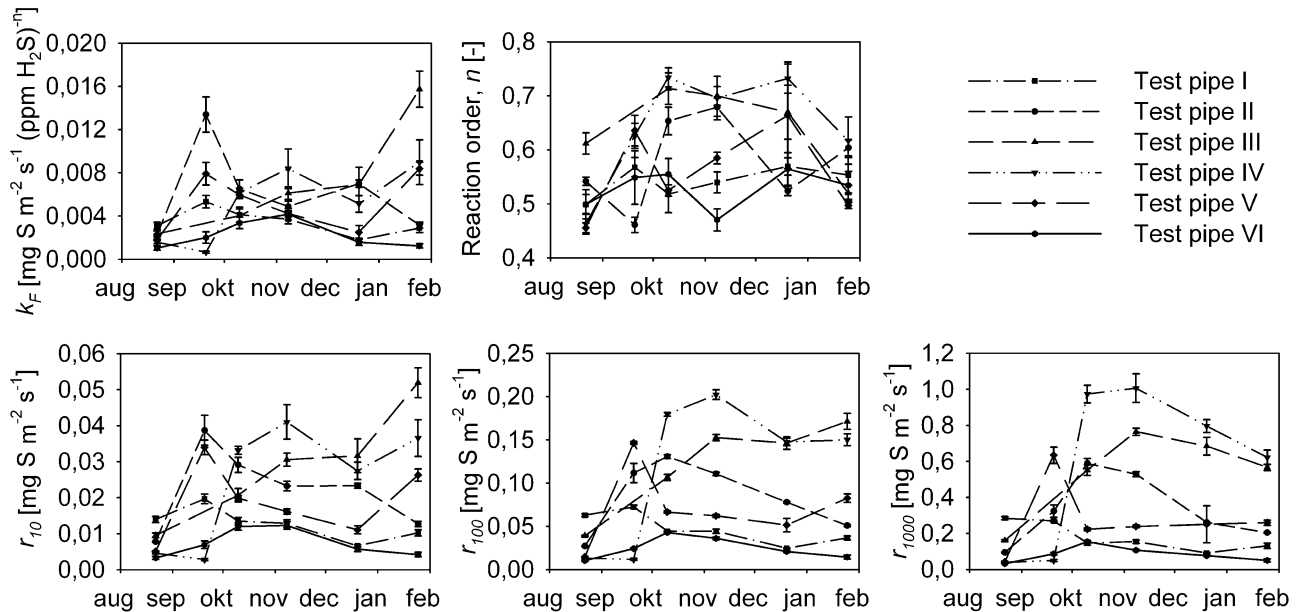 k_F [mg S m⁻² s⁻¹ (ppm H₂S)⁻ⁿ]
0,020
0,016
0,012
0,008
0,004
0,000
aug sep okt nov dec jan feb
Reaction order, n [-]
0,8
0,7
0,6
0,5
0,4
aug sep okt nov dec jan feb
Test pipe I
Test pipe II
Test pipe III
Test pipe IV
Test pipe V
Test pipe VI
r₁₀ [mg S m⁻² s⁻¹]
0,06
0,05
0,04
0,03
0,02
0,01
0,00
aug sep okt nov dec jan feb
r₁₀₀ [mg S m⁻² s⁻¹]
0,25
0,20
0,15
0,10
0,05
0,00
aug sep okt nov dec jan feb
r₁₀₀₀ [mg S m⁻² s⁻¹]
1,2
1,0
0,8
0,6
0,4
0,2
0,0
aug sep okt nov dec jan feb